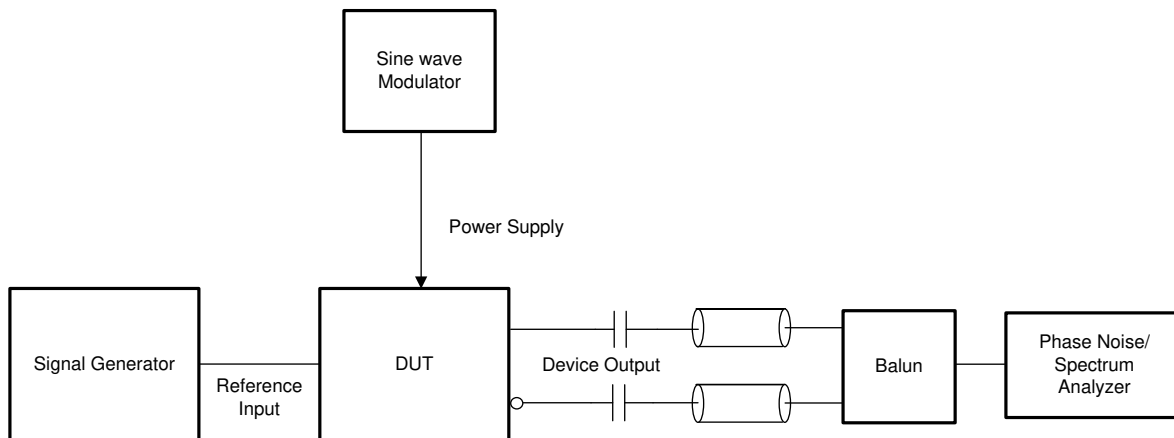 Sine wave
Modulator
Power Supply
Signal Generator
Reference
Input
DUT
Device Output
Balun
Phase Noise/
Spectrum
Analyzer